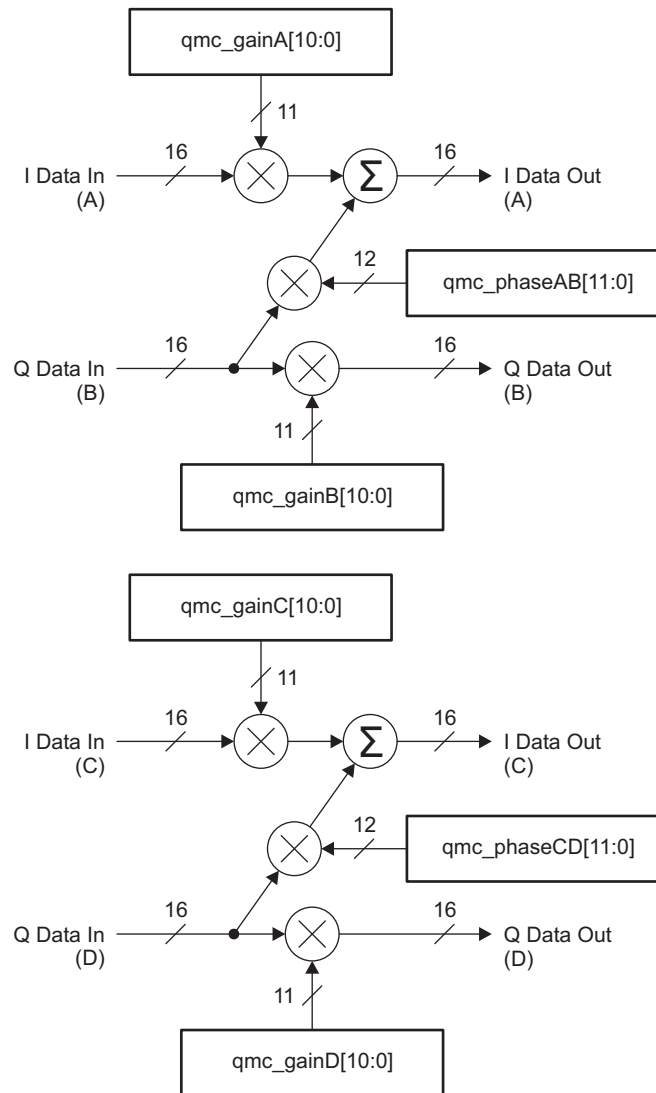 qmc_gainA[10:0]
11
16
16
I Data In
(A)
Σ
I Data Out
(A)
12
qmc_phaseAB[11:0]
16
16
Q Data In
(B)
Q Data Out
(B)
11
qmc_gainB[10:0]
qmc_gainC[10:0]
11
16
16
I Data In
(C)
Σ
I Data Out
(C)
12
qmc_phaseCD[11:0]
16
16
Q Data In
(D)
Q Data Out
(D)
11
qmc_gainD[10:0]